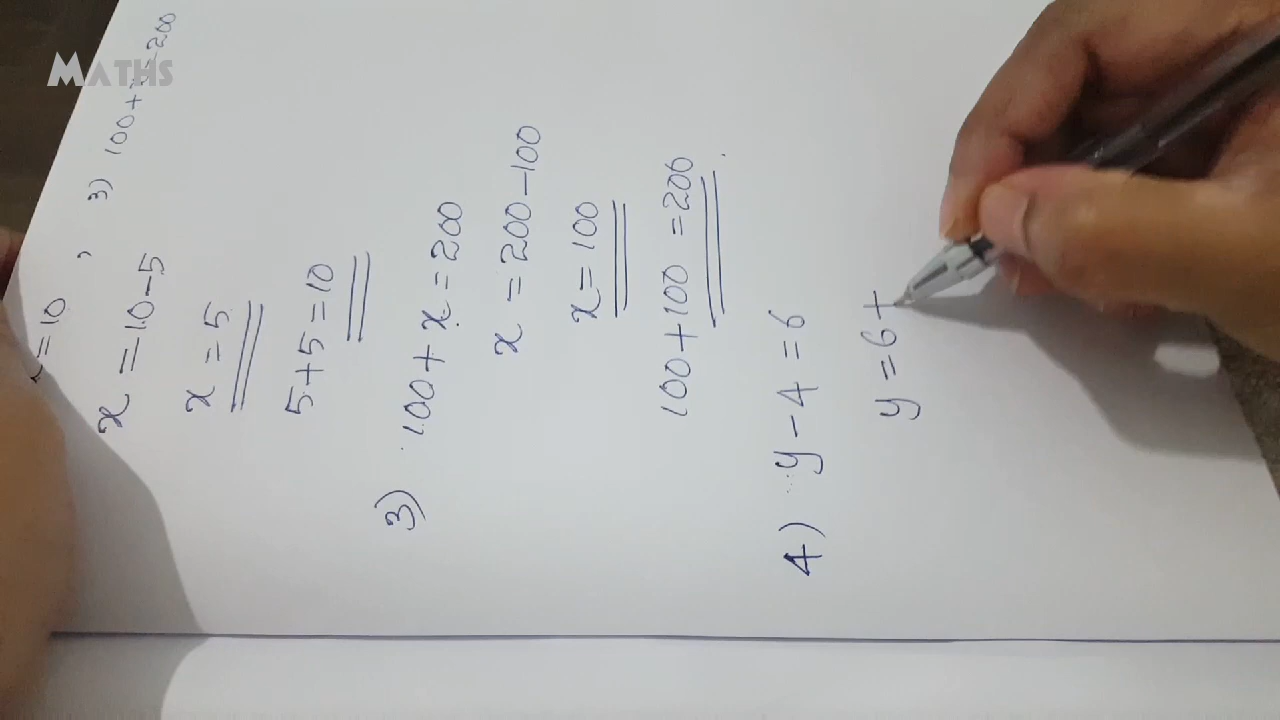 MATHS
= 10 , 3) 100 + x = 200
x = 10 - 5
x = 5
5 + 5 = 10
3) 100 + x = 200
x = 200 - 100
x = 100
100 + 100 = 200
4) y - 4 = 6
y = 6 +